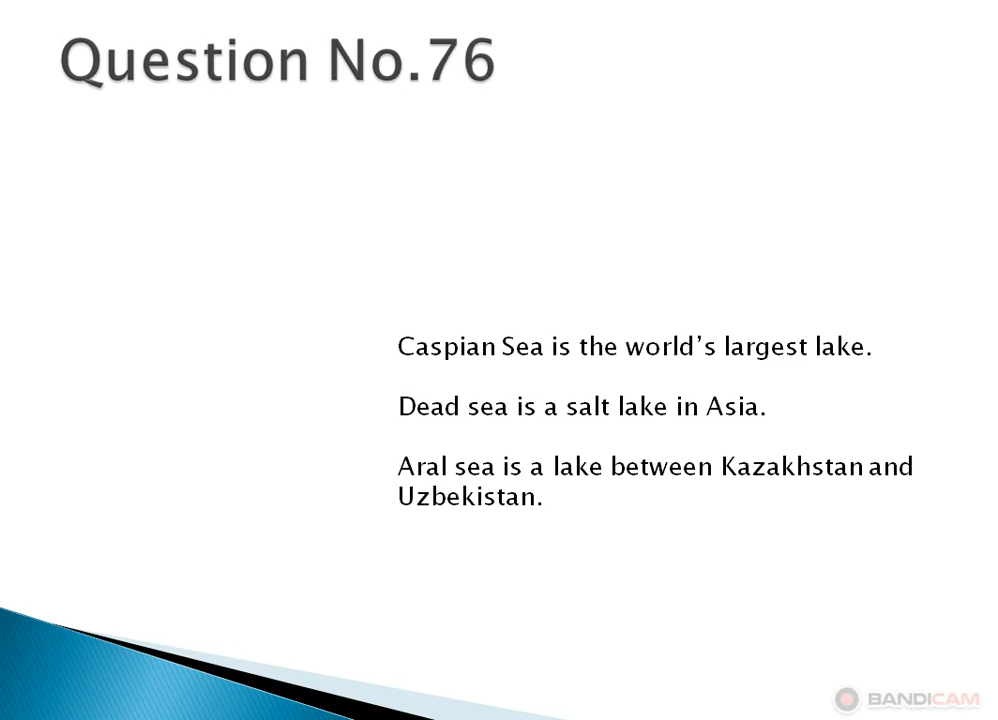 Question No.76
Caspian Sea is the world’s largest lake.
Dead sea is a salt lake in Asia.
Aral sea is a lake between Kazakhstan and
Uzbekistan.
BANDICAM